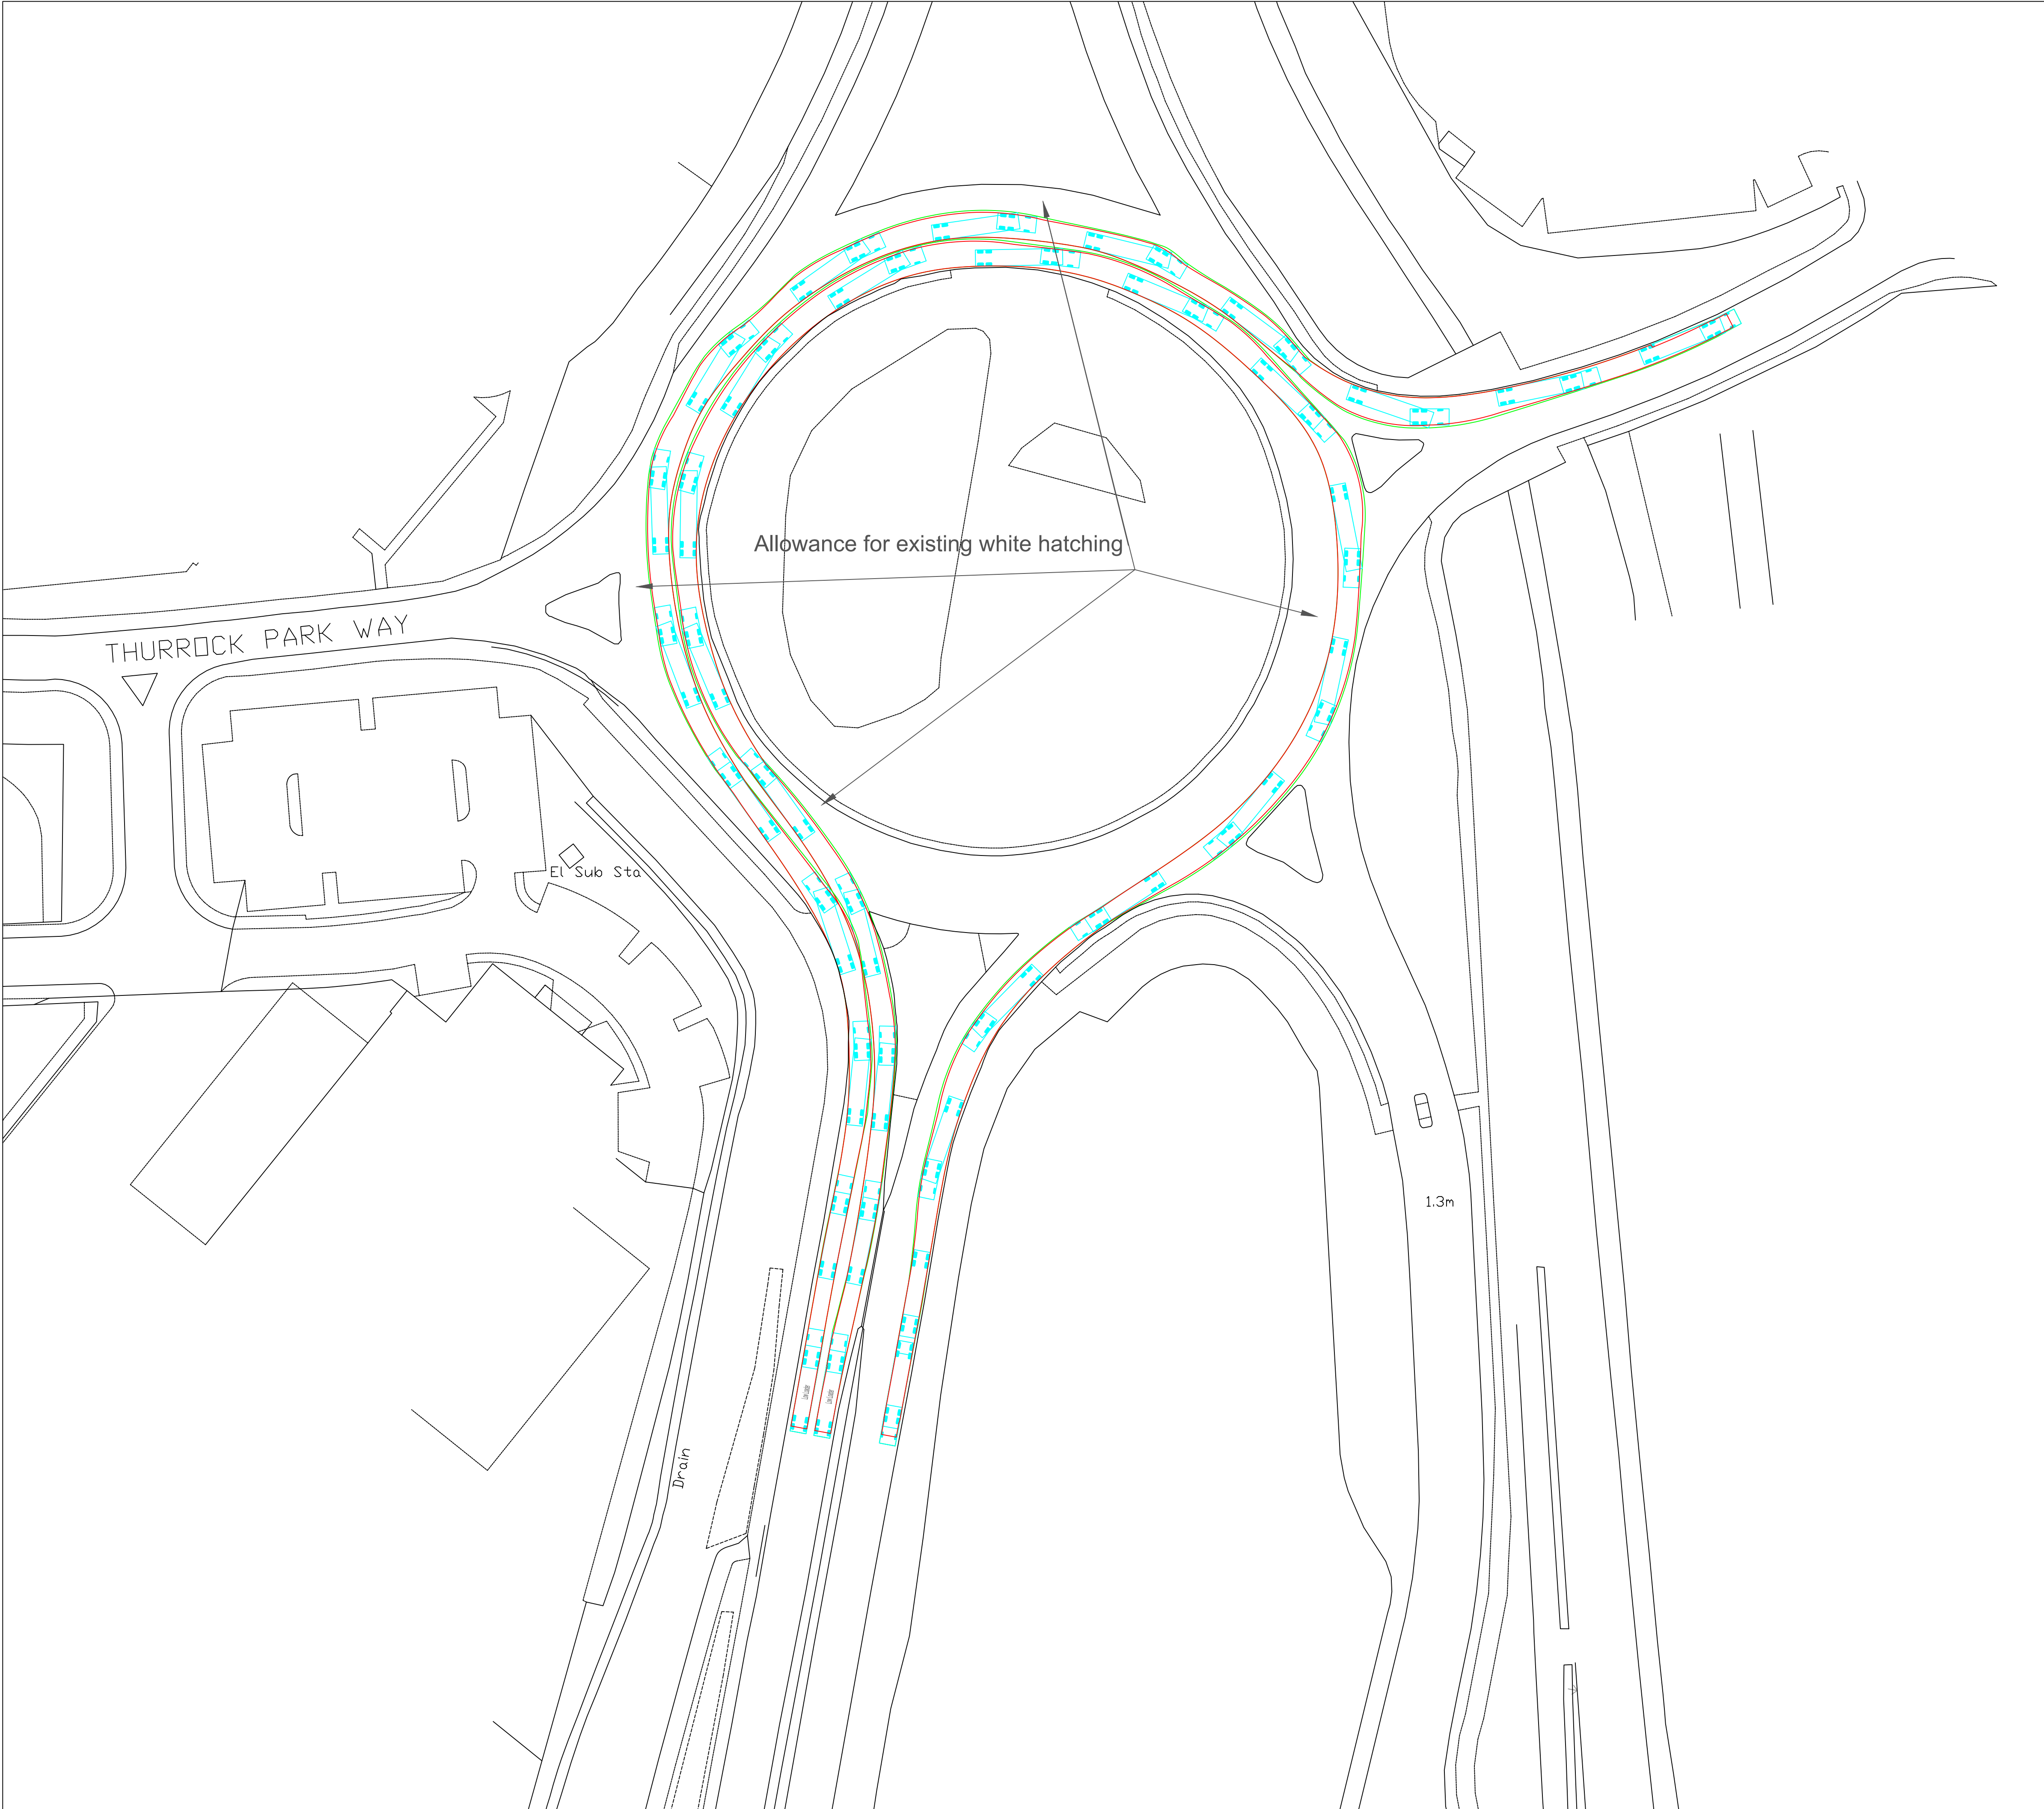 Allowance for existing white hatching
THURROCK PARK WAY
El Sub Sta
1.3m
Drain